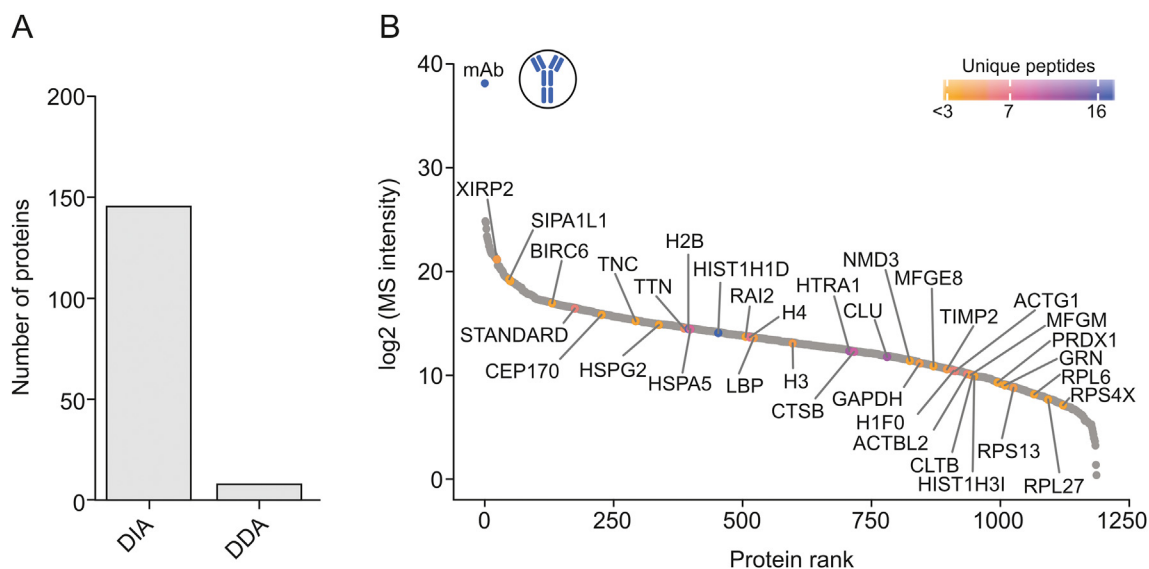 A
Number of proteins
200
150
100
50
0
DIA
DDA
B
log2 (MS intensity)
40
30
20
10
0
mAb
Unique peptides
<3 7 16
XIRP2
SIPA1L1
BIRC6
TNC
TTN
H2B
HIST1H1D
RAI2
H4
HTRA1
CLU
NMD3
MFGE8
TIMP2
ACTG1
MFGM
PRDX1
GRN
RPL6
RPS4X
STANDARD
CEP170
HSPG2
HSPA5
LBP
H3
CTSB
GAPDH
H1F0
ACTBL2
CLTB
HIST1H3I
RPS13
RPL27
0 250 500 750 1000 1250
Protein rank